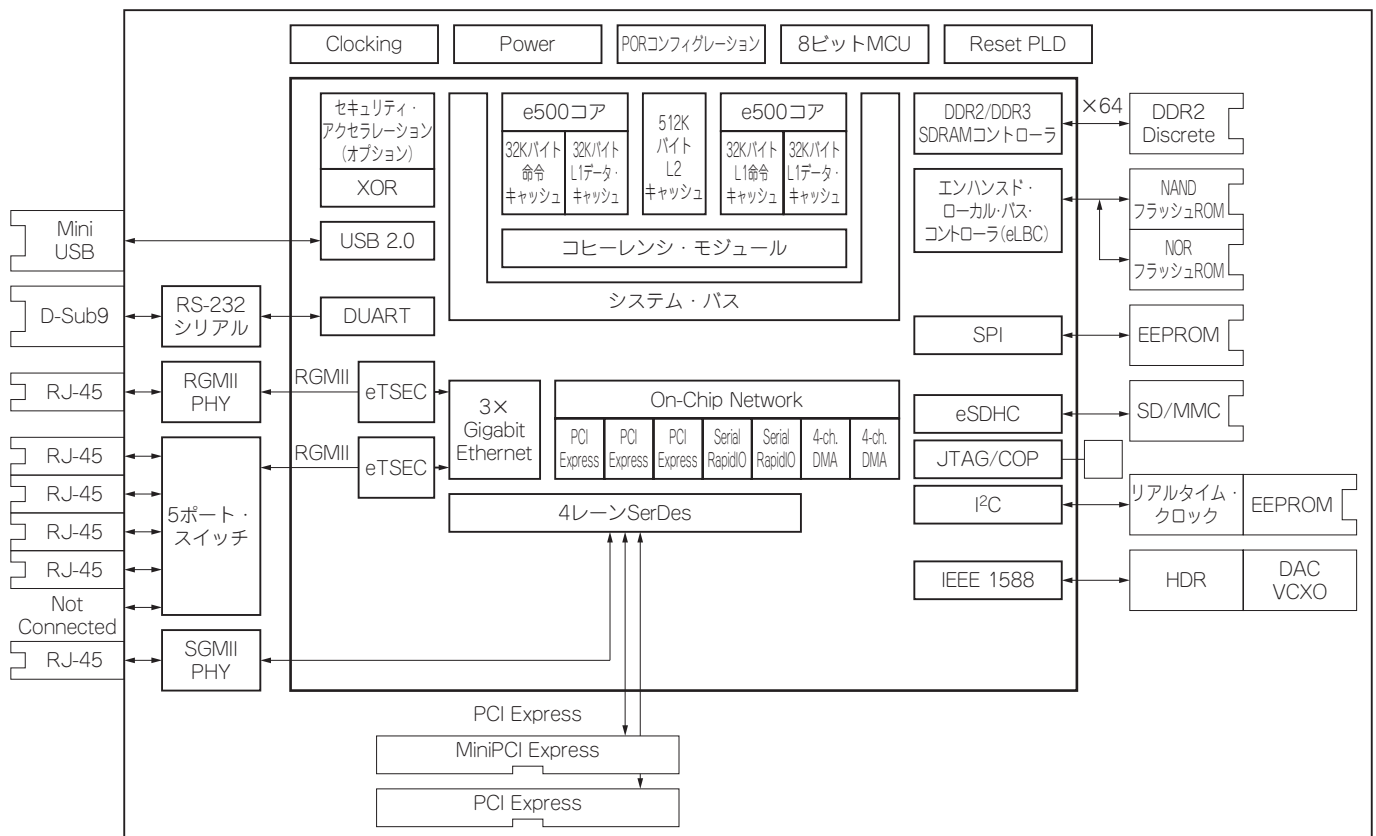 Clocking
Power
PORコンフィグレーション
8ビットMCU
Reset PLD
セキュリティ・
アクセラレーション
(オプション)
XOR
USB 2.0
DUART
e500コア
32Kバイト
命令
キャッシュ
32Kバイト
L1データ・
キャッシュ
512K
バイト
L2
キャッシュ
e500コア
32Kバイト
L1命令
キャッシュ
32Kバイト
L1データ・
キャッシュ
コヒーレンシ・モジュール
システム・バス
DDR2/DDR3
SDRAMコントローラ
×64
DDR2
Discrete
エンハンスド・
ローカル・バス・
コントローラ(eLBC)
NAND
フラッシュROM
NOR
フラッシュROM
SPI
EEPROM
eSDHC
SD/MMC
JTAG/COP
I²C
リアルタイム・
クロック
EEPROM
IEEE 1588
HDR
DAC
VCXO
Mini
USB
D-Sub9
RS-232
シリアル
RJ-45
RGMII
PHY
RGMII
eTSEC
RGMII
eTSEC
3×
Gigabit
Ethernet
On-Chip Network
PCI
Express
PCI
Express
PCI
Express
Serial
RapidIO
Serial
RapidIO
4-ch.
DMA
4-ch.
DMA
4レーンSerDes
RJ-45
RJ-45
RJ-45
RJ-45
Not
Connected
5ポート・
スイッチ
RJ-45
SGMII
PHY
PCI Express
MiniPCI Express
PCI Express